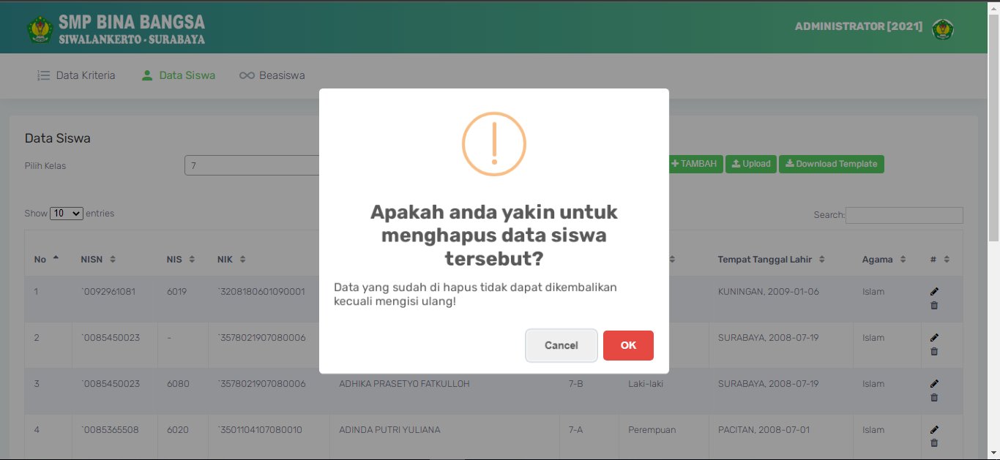 SMP BINA BANGSA
SIWALANKERTO - SURABAYA
ADMINISTRATOR [2021]
Data Kriteria
Data Siswa
Beasiswa
Data Siswa
Pilih Kelas
7
TAMBAH
Upload
Download Template
Show 10 entries
Search:
Apakah anda yakin untuk
menghapus data siswa
tersebut?
Data yang sudah di hapus tidak dapat dikembalikan
kecuali mengisi ulang!
Cancel
OK
No NISN NIS NIK Tempat Tanggal Lahir Agama #
1 `0092961081 6019 `3208180601090001 KUNINGAN, 2009-01-06 Islam
2 `0085450023 - `3578021907080006 SURABAYA, 2008-07-19 Islam
3 `0085450023 6080 `3578021907080006 ADHIKA PRASETYO FATKULLOH 7-B Laki-laki SURABAYA, 2008-07-19 Islam
4 `0085365508 6020 `3501104107080010 ADINDA PUTRI YULIANA 7-A Perempuan PACITAN, 2008-07-01 Islam